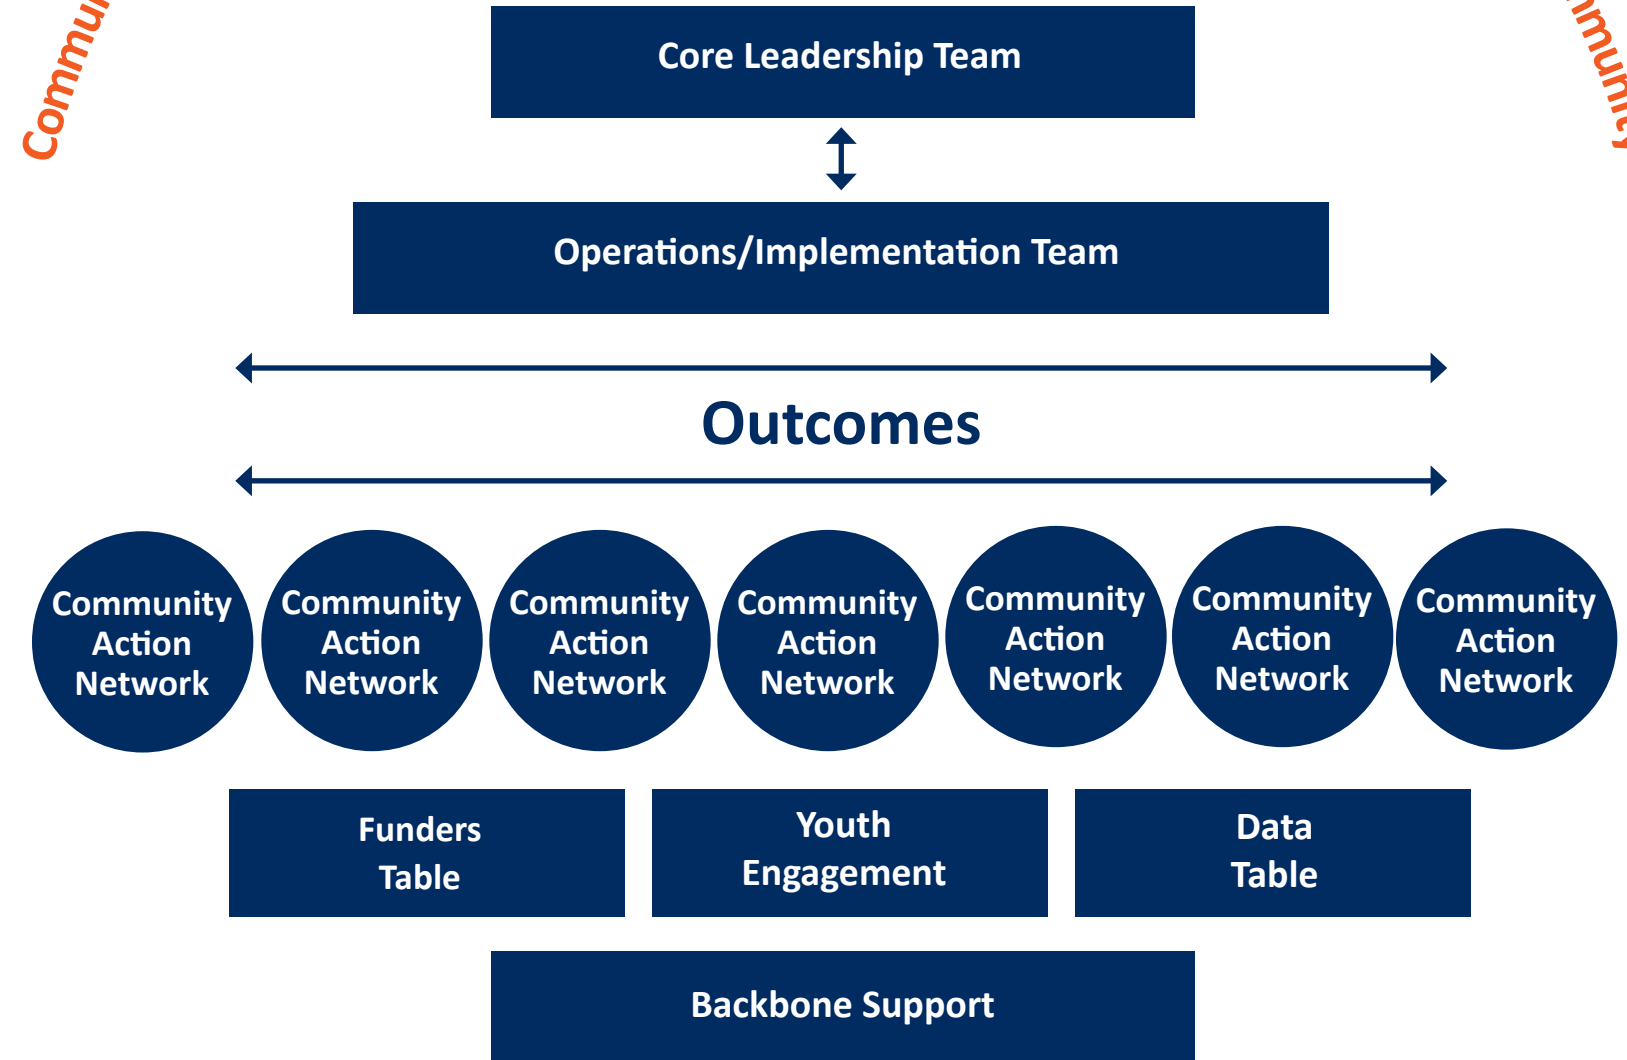 Core Leadership Team
Operations/Implementation Team
Outcomes
Community
Action
Network
Community
Action
Network
Community
Action
Network
Community
Action
Network
Community
Action
Network
Community
Action
Network
Community
Action
Network
Funders
Table
Youth
Engagement
Data
Table
Backbone Support